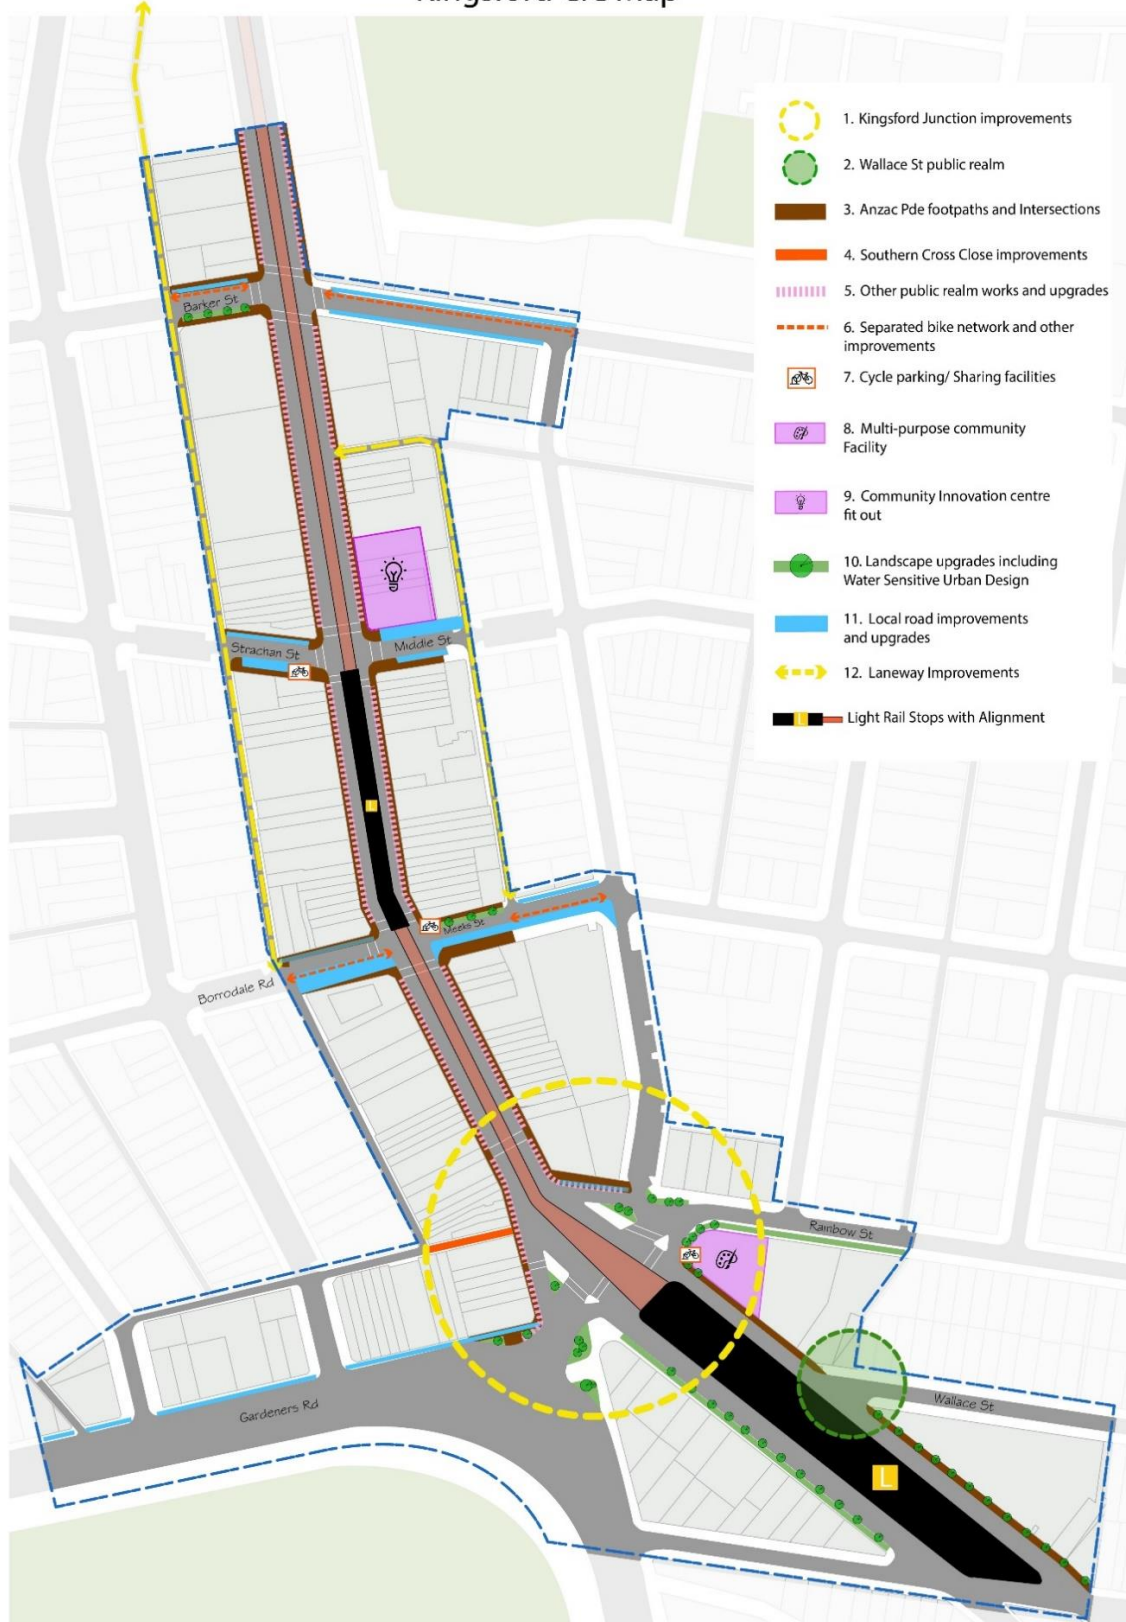 1. Kingsford Junction improvements
2. Wallace St public realm
3. Anzac Pde footpaths and Intersections
4. Southern Cross Close improvements
5. Other public realm works and upgrades
6. Separated bike network and other
improvements
7. Cycle parking/ Sharing facilities
8. Multi-purpose community
Facility
9. Community Innovation centre
fit out
10. Landscape upgrades including
Water Sensitive Urban Design
11. Local road improvements
and upgrades
12. Laneway Improvements
L
Light Rail Stops with Alignment
Barker St
Strachan St
Middle St
L
Meeks St
Borrodale Rd
Rainbow St
Gardeners Rd
Wallace St
L